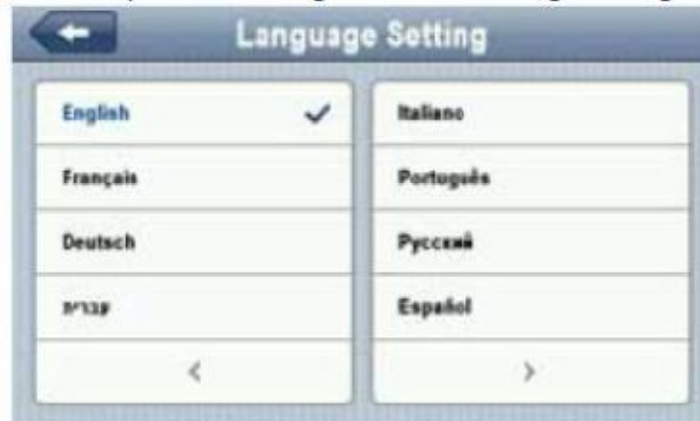 Language Setting
English
Français
Deutsch
עברית
Italiano
Português
Русский
Español